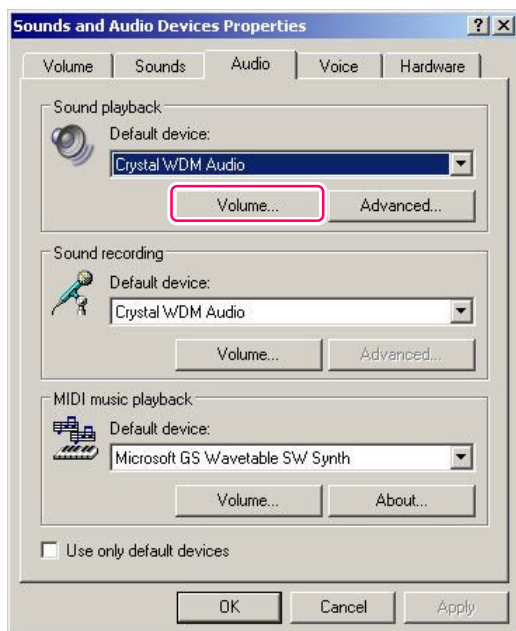 Sounds and Audio Devices Properties
Volume Sounds Audio Voice Hardware
Sound playback
Default device:
Crystal WDM Audio
Volume... Advanced...
Sound recording
Default device:
Crystal WDM Audio
Volume... Advanced...
MIDI music playback
Default device:
Microsoft GS Wavetable SW Synth
Volume... About...
Use only default devices
OK Cancel Apply